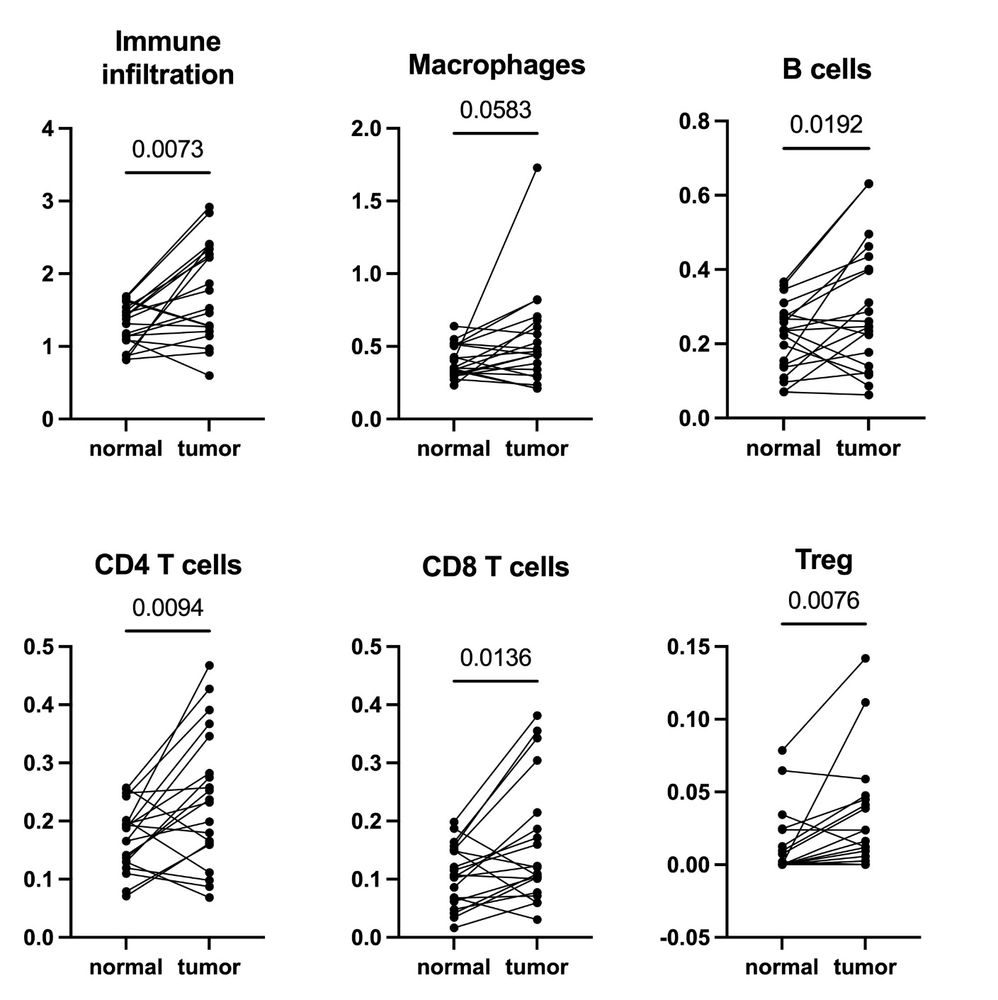 Immune
infiltration
0.0073
4
3
2
1
0
normal tumor
Macrophages
0.0583
2.0
1.5
1.0
0.5
0.0
normal tumor
B cells
0.0192
0.8
0.6
0.4
0.2
0.0
normal tumor
CD4 T cells
0.0094
0.5
0.4
0.3
0.2
0.1
0.0
normal tumor
CD8 T cells
0.0136
0.5
0.4
0.3
0.2
0.1
0.0
normal tumor
Treg
0.0076
0.15
0.10
0.05
0.00
-0.05
normal tumor